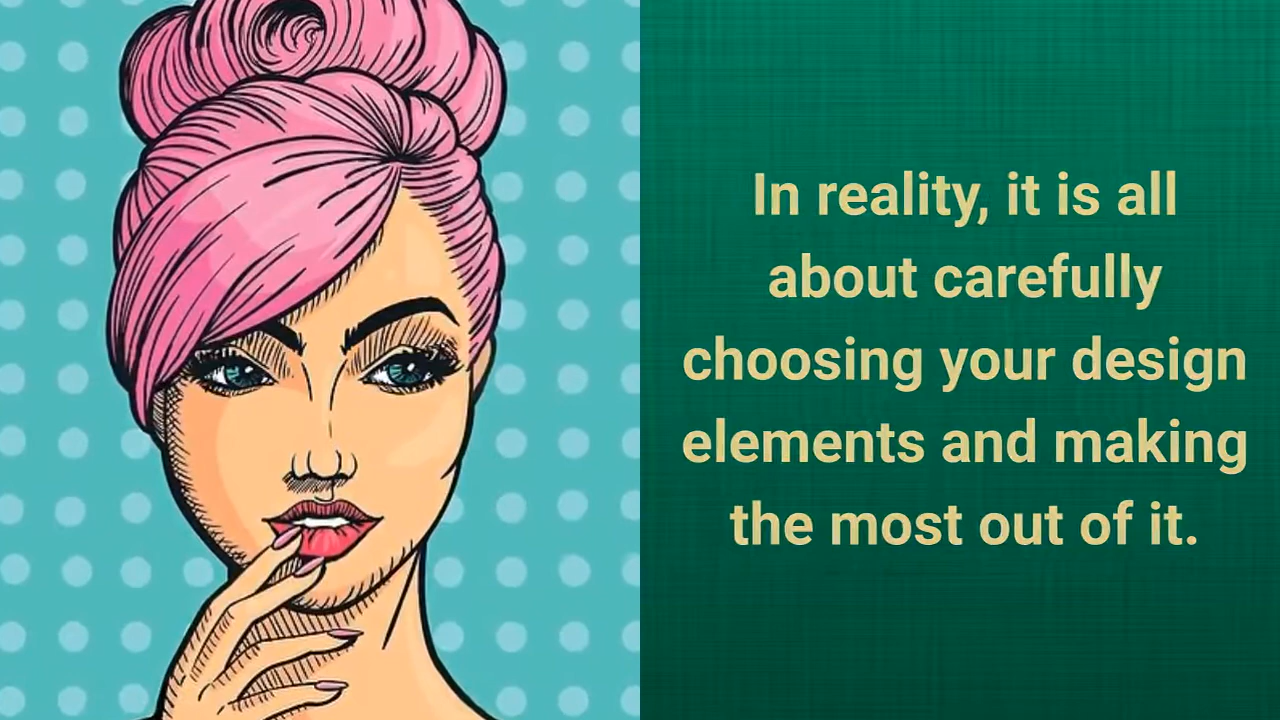 In reality, it is all
about carefully
choosing your design
elements and making
the most out of it.